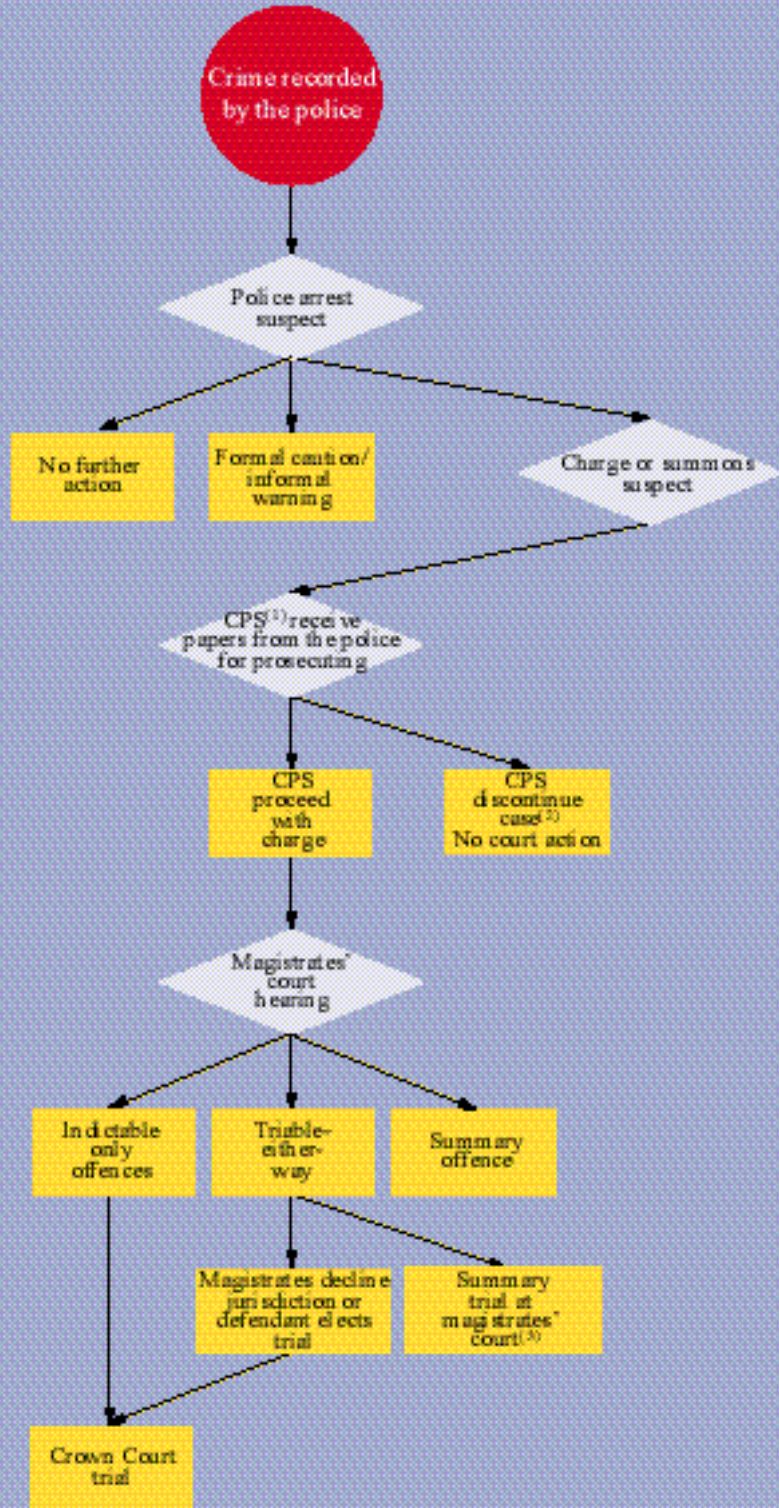 Crime recorded
by the police
Police arrest
suspect
No further
action
Formal caution/
informal
warning
Charge or summons
suspect
CPS(1) receive
papers from the police
for prosecuting
CPS
proceed
with
charge
CPS
discontinue
case(2)
No court action
Magistrates'
court
hearing
Indictable
only
offences
Triable-
either-
way
Summary
offence
Magistrates decline
jurisdiction or
defendant elects
trial
Summary
trial at
magistrates'
court(3)
Crown Court
trial